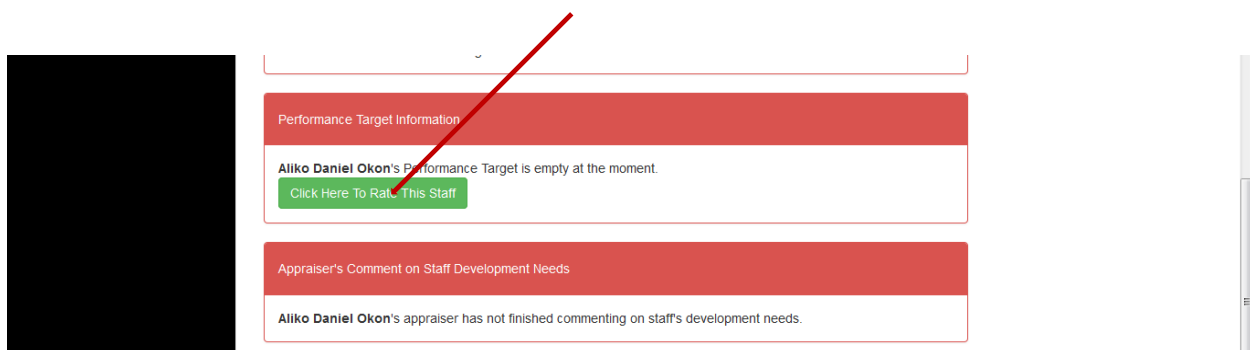 Performance Target Information
Aliko Daniel Okon's Performance Target is empty at the moment.
Click Here To Rate This Staff
Appraiser's Comment on Staff Development Needs
Aliko Daniel Okon's appraiser has not finished commenting on staff's development needs.